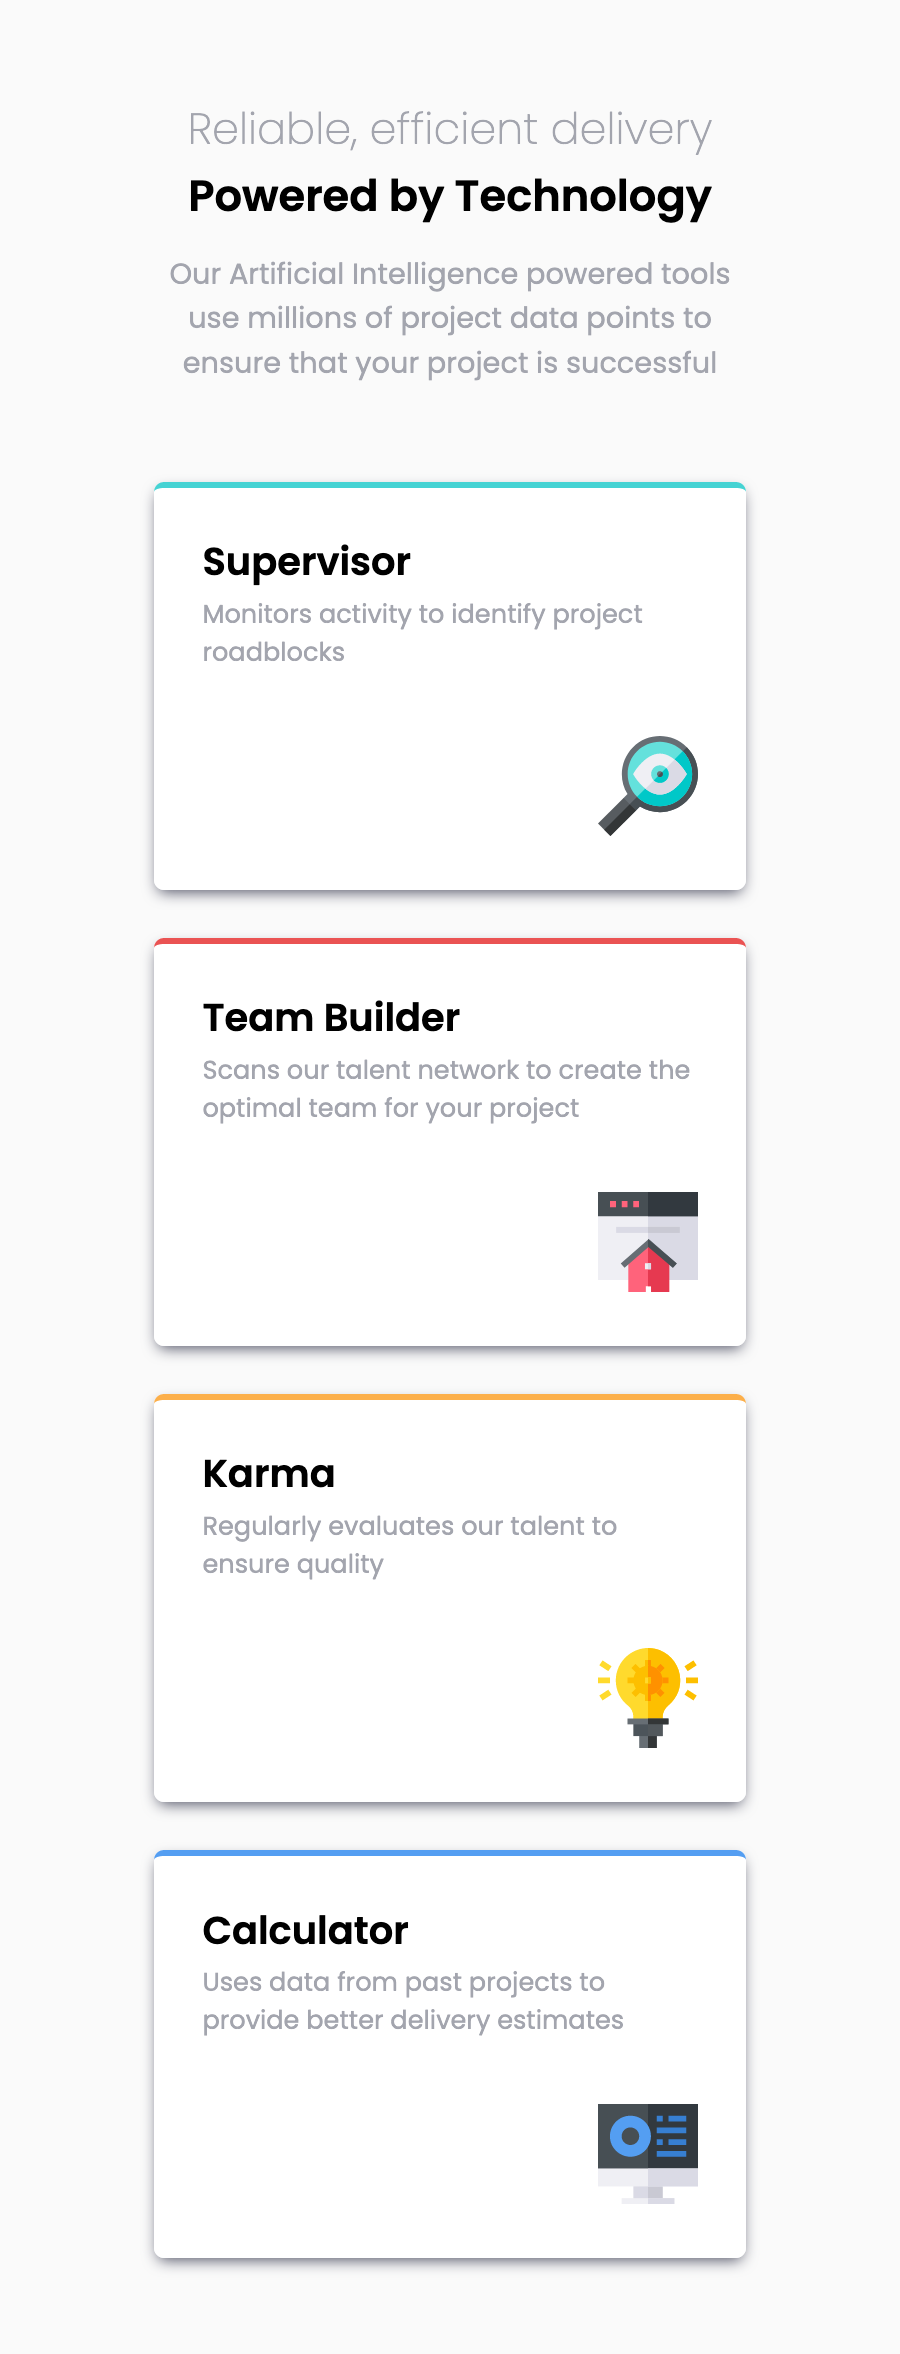 Reliable, efficient delivery
Powered by Technology
Our Artificial Intelligence powered tools
use millions of project data points to
ensure that your project is successful
Supervisor
Monitors activity to identify project
roadblocks
Team Builder
Scans our talent network to create the
optimal team for your project
Karma
Regularly evaluates our talent to
ensure quality
Calculator
Uses data from past projects to
provide better delivery estimates